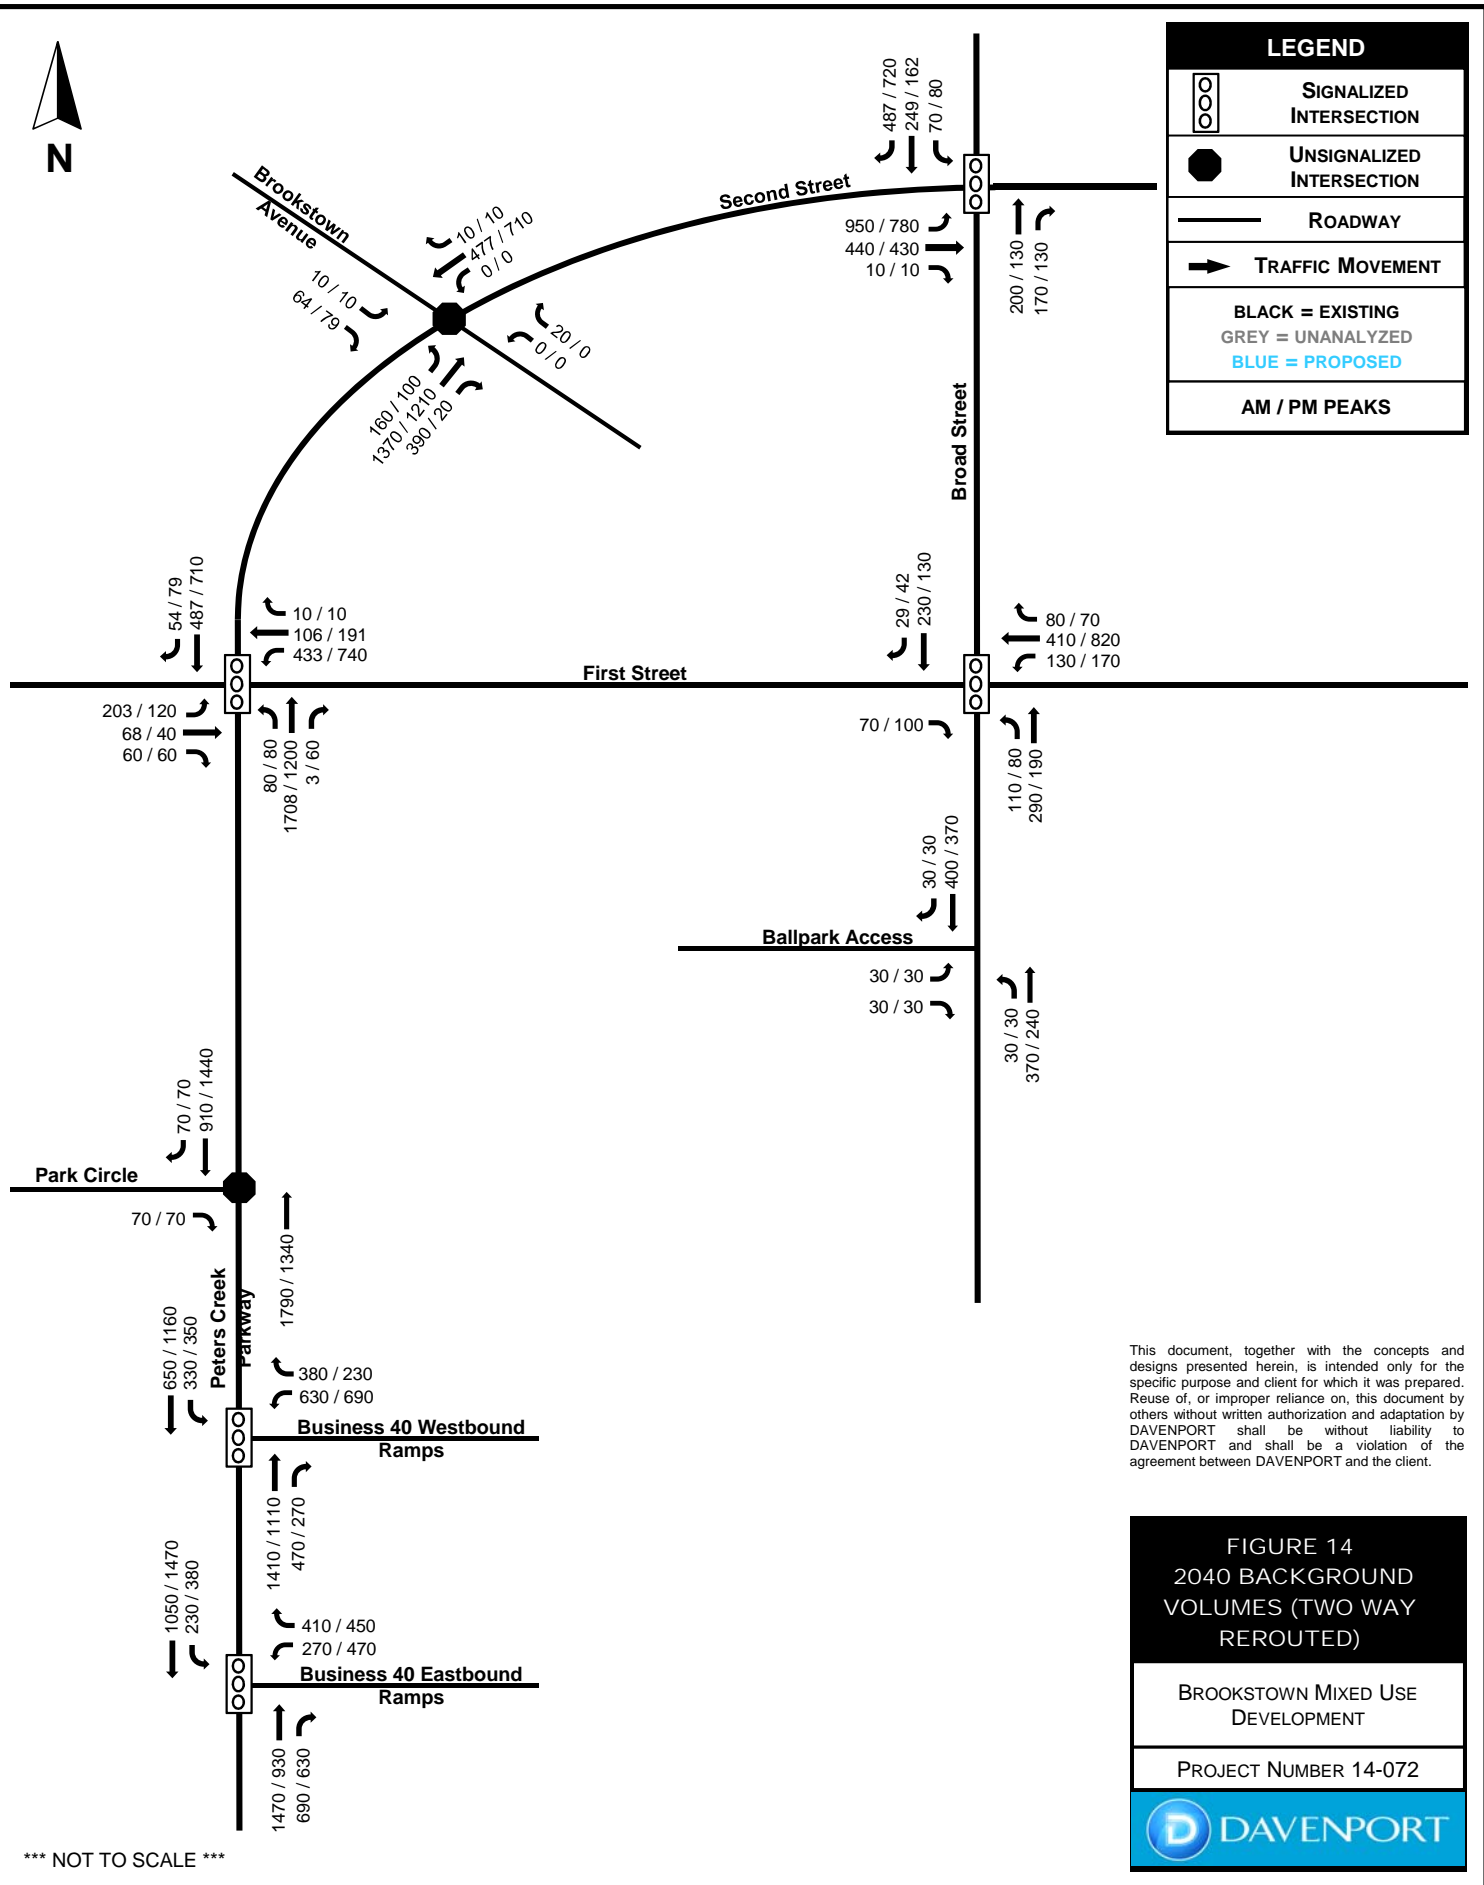 N
Brookstown
Avenue
Second Street
487 / 720
249 / 162
70 / 80
950 / 780
440 / 430
10 / 10
200 / 130
170 / 130
10 / 10
477 / 710
0 / 0
10 / 10
64 / 79
20 / 0
0 / 0
160 / 100
1370 / 1210
390 / 20
Broad Street
54 / 79
487 / 710
10 / 10
106 / 191
433 / 740
First Street
203 / 120
68 / 40
60 / 60
80 / 80
1708 / 1200
3 / 60
29 / 42
230 / 130
80 / 70
410 / 820
130 / 170
70 / 100
110 / 80
290 / 190
30 / 30
400 / 370
Ballpark Access
30 / 30
30 / 30
30 / 30
370 / 240
70 / 70
910 / 1440
Park Circle
70 / 70
1790 / 1340
Peters Creek
Parkway
650 / 1160
330 / 350
380 / 230
630 / 690
Business 40 Westbound
Ramps
1410 / 1110
470 / 270
1050 / 1470
230 / 380
410 / 450
270 / 470
Business 40 Eastbound
Ramps
1470 / 930
690 / 630
*** NOT TO SCALE ***
LEGEND
SIGNALIZED
INTERSECTION
UNSIGNALIZED
INTERSECTION
ROADWAY
TRAFFIC MOVEMENT
BLACK = EXISTING
GREY = UNANALYZED
BLUE = PROPOSED
AM / PM PEAKS
This document, together with the concepts and
designs presented herein, is intended only for the
specific purpose and client for which it was prepared.
Reuse of, or improper reliance on, this document by
others without written authorization and adaptation by
DAVENPORT shall be without liability to
DAVENPORT and shall be a violation of the
agreement between DAVENPORT and the client.
FIGURE 14
2040 BACKGROUND
VOLUMES (TWO WAY
REROUTED)
BROOKSTOWN MIXED USE
DEVELOPMENT
PROJECT NUMBER 14-072
D DAVENPORT